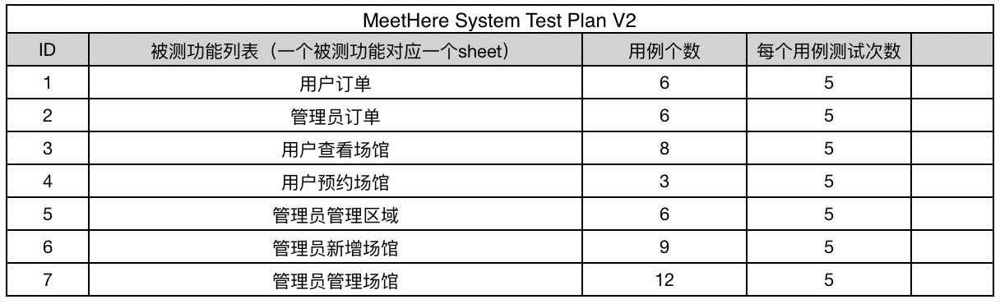 MeetHere System Test Plan V2
ID 被测功能列表（一个被测功能对应一个sheet） 用例个数 每个用例测试次数
1 用户订单 6 5
2 管理员订单 6 5
3 用户查看场馆 8 5
4 用户预约场馆 3 5
5 管理员管理区域 6 5
6 管理员新增场馆 9 5
7 管理员管理场馆 12 5